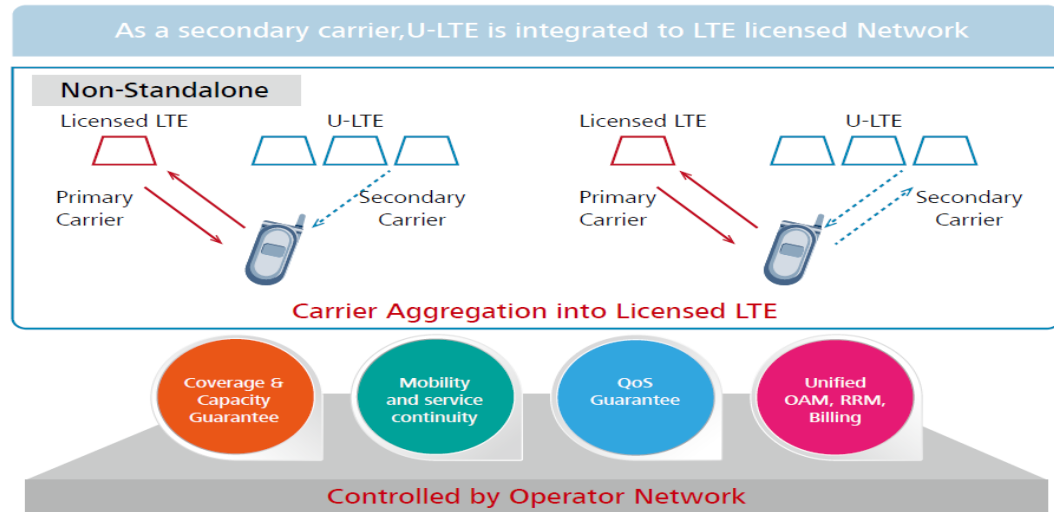 As a secondary carrier,U-LTE is integrated to LTE licensed Network
Non-Standalone
Licensed LTE
U-LTE
Primary
Carrier
Secondary
Carrier
Licensed LTE
U-LTE
Primary
Carrier
Secondary
Carrier
Carrier Aggregation into Licensed LTE
Coverage &
Capacity
Guarantee
Mobility
and service
continuity
QoS
Guarantee
Unified
OAM, RRM,
Billing
Controlled by Operator Network